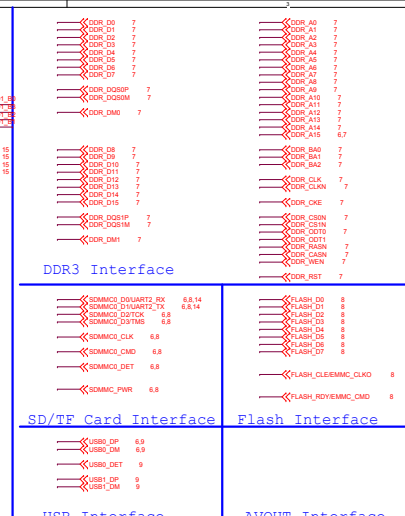 3
DDR_D0 7
DDR_D1 7
DDR_D2 7
DDR_D3 7
DDR_D4 7
DDR_D5 7
DDR_D6 7
DDR_D7 7
DDR_DQS0P 7
DDR_DQS0M 7
DDR_DM0 7
DDR_D8 7
DDR_D9 7
DDR_D10 7
DDR_D11 7
DDR_D12 7
DDR_D13 7
DDR_D14 7
DDR_D15 7
DDR_DQS1P 7
DDR_DQS1M 7
DDR_DM1 7
DDR_A0 7
DDR_A1 7
DDR_A2 7
DDR_A3 7
DDR_A4 7
DDR_A5 7
DDR_A6 7
DDR_A7 7
DDR_A8 7
DDR_A9 7
DDR_A10 7
DDR_A11 7
DDR_A12 7
DDR_A13 7
DDR_A14 7
DDR_A15 6,7
DDR_BA0 7
DDR_BA1 7
DDR_BA2 7
DDR_CLK 7
DDR_CLKN 7
DDR_CKE 7
DDR_CS0N 7
DDR_CS1N
DDR_ODT0 7
DDR_ODT1
DDR_RASN 7
DDR_CASN 7
DDR_WEN 7
DDR_RST 7
DDR3 Interface
15
15
15
15
SDMMC0_D0/UART2_RX 6,8,14
SDMMC0_D1/UART2_TX 6,8,14
SDMMC0_D2/TCK 6,8
SDMMC0_D3/TMS 6,8
SDMMC0_CLK 6,8
SDMMC0_CMD 6,8
SDMMC0_DET 6,8
SDMMC_PWR 6,8
SD/TF Card Interface
FLASH_D0 8
FLASH_D1 8
FLASH_D2 8
FLASH_D3 8
FLASH_D4 8
FLASH_D5 8
FLASH_D6 8
FLASH_D7 8
FLASH_CLE/EMMC_CLKO 8
FLASH_RDY/EMMC_CMD 8
Flash Interface
USB0_DP 6,9
USB0_DM 6,9
USB0_DET 9
USB1_DP 9
USB1_DM 9
USB Interface
AVOUT Interface